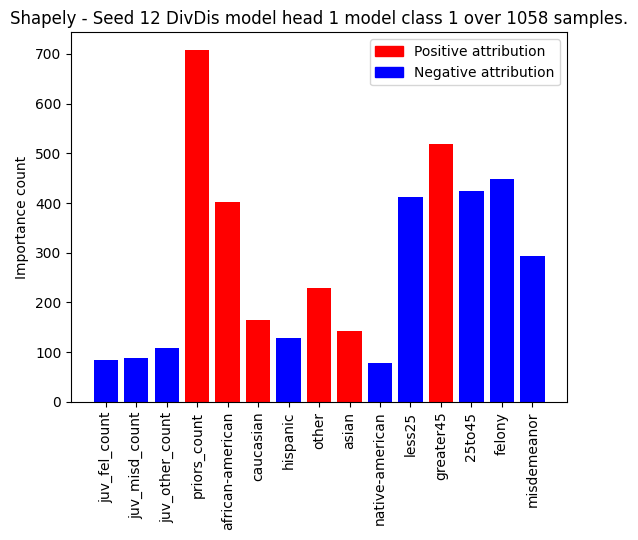 Shapely - Seed 12 DivDis model head 1 model class 1 over 1058 samples.
Positive attribution
Negative attribution
Importance count
700
600
500
400
300
200
100
0
juv_fel_count
juv_misd_count
juv_other_count
priors_count
african-american
caucasian
hispanic
other
asian
native-american
less25
greater45
25to45
felony
misdemeanor